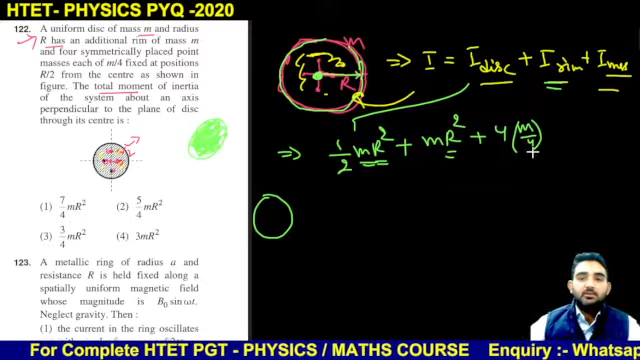 HTET- PHYSICS PYQ -2020
122. A uniform disc of mass m and radius
R has an additional rim of mass m
and four symmetrically placed point
masses each of m/4 fixed at positions
R/2 from the centre as shown in
figure. The total moment of inertia
of the system about an axis
perpendicular to the plane of disc
through its centre is :
(1) 7/4 mR² (2) 5/4 mR²
(3) 3/4 mR² (4) 3mR²
123. A metallic ring of radius a and
resistance R is held fixed along a
spatially uniform magnetic field
whose magnitude is B₀ sin ωt.
Neglect gravity. Then :
(1) the current in the ring oscillates
m
R
⇒ I = I disc + I rim + I mas
⇒ 1/2 mR² + mR² + 4 (m/4)
For Complete HTET PGT - PHYSICS / MATHS COURSE Enquiry : Whatsap